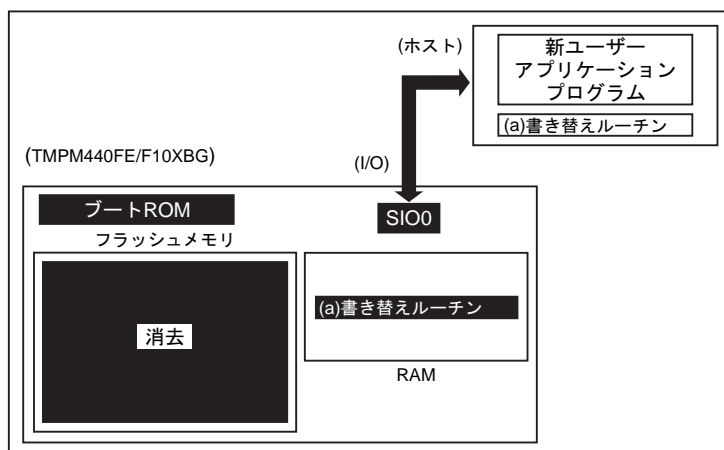 (ホスト)
新ユーザー
アプリケーション
プログラム
(a)書き替えルーチン
(I/O)
(TMPM440FE/F10XBG)
ブートROM
SIO0
フラッシュメモリ
消去
(a)書き替えルーチン
RAM